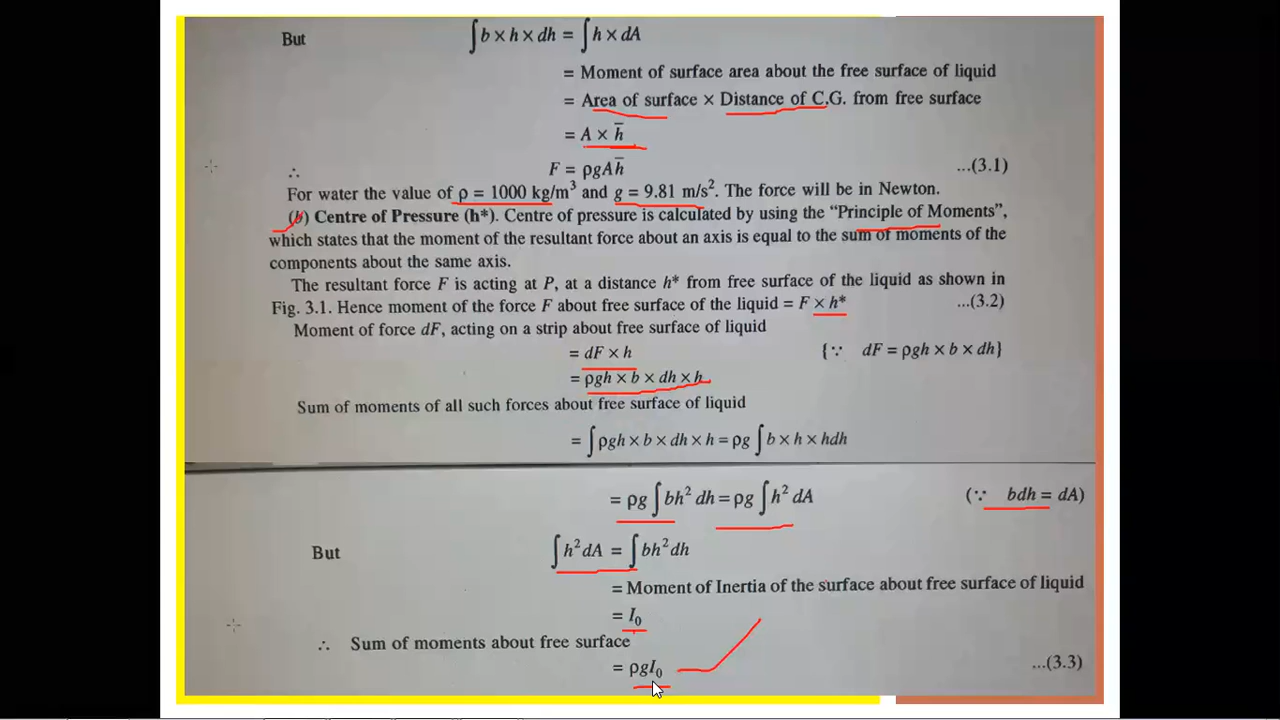 But ∫b × h × dh = ∫h × dA
= Moment of surface area about the free surface of liquid
= Area of surface × Distance of C.G. from free surface
= A × h̄
∴ F = ρgAh̄ ...(3.1)
For water the value of ρ = 1000 kg/m³ and g = 9.81 m/s². The force will be in Newton.
(b) Centre of Pressure (h*). Centre of pressure is calculated by using the “Principle of Moments”,
which states that the moment of the resultant force about an axis is equal to the sum of moments of the
components about the same axis.
The resultant force F is acting at P, at a distance h* from free surface of the liquid as shown in
Fig. 3.1. Hence moment of the force F about free surface of the liquid = F × h* ...(3.2)
Moment of force dF, acting on a strip about free surface of liquid
= dF × h {∵ dF = ρgh × b × dh}
= ρgh × b × dh × h
Sum of moments of all such forces about free surface of liquid
= ∫ρgh × b × dh × h = ρg ∫b × h × hdh
= ρg ∫bh² dh = ρg ∫h² dA (∵ bdh = dA)
But ∫h² dA = ∫bh² dh
= Moment of Inertia of the surface about free surface of liquid
= I₀
∴ Sum of moments about free surface
= ρgI₀ ...(3.3)